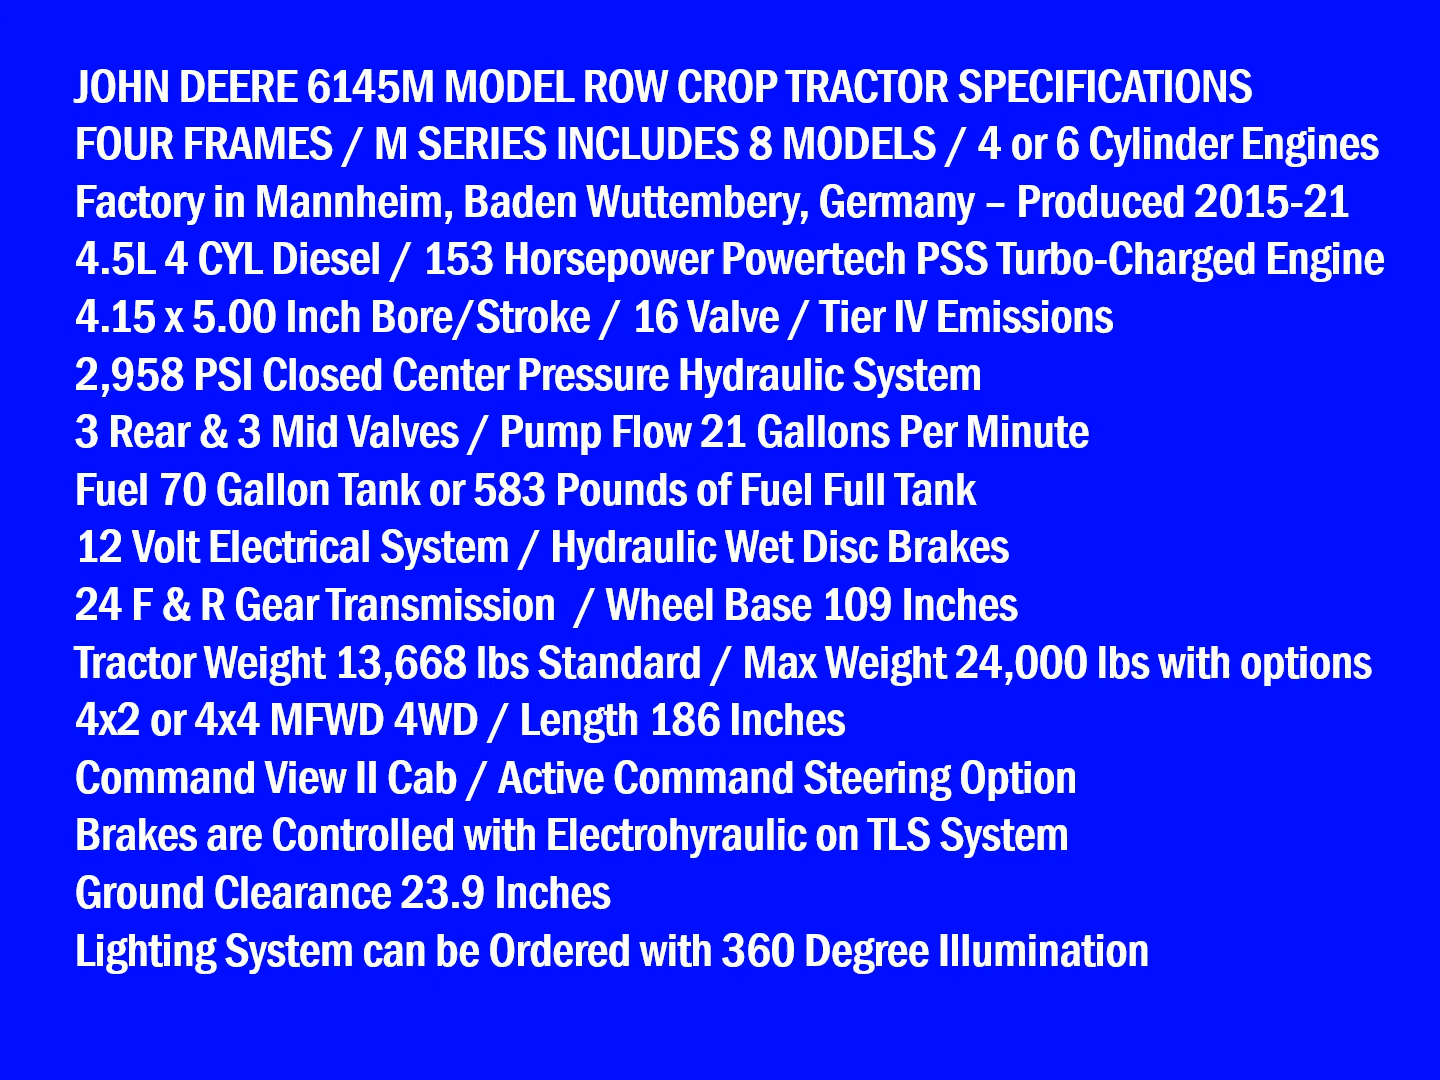 JOHN DEERE 6145M MODEL ROW CROP TRACTOR SPECIFICATIONS
FOUR FRAMES / M SERIES INCLUDES 8 MODELS / 4 or 6 Cylinder Engines
Factory in Mannheim, Baden Wuttembery, Germany – Produced 2015-21
4.5L 4 CYL Diesel / 153 Horsepower Powertech PSS Turbo-Charged Engine
4.15 x 5.00 Inch Bore/Stroke / 16 Valve / Tier IV Emissions
2,958 PSI Closed Center Pressure Hydraulic System
3 Rear & 3 Mid Valves / Pump Flow 21 Gallons Per Minute
Fuel 70 Gallon Tank or 583 Pounds of Fuel Full Tank
12 Volt Electrical System / Hydraulic Wet Disc Brakes
24 F & R Gear Transmission  / Wheel Base 109 Inches
Tractor Weight 13,668 lbs Standard / Max Weight 24,000 lbs with options
4x2 or 4x4 MFWD 4WD / Length 186 Inches
Command View II Cab / Active Command Steering Option
Brakes are Controlled with Electrohyraulic on TLS System
Ground Clearance 23.9 Inches
Lighting System can be Ordered with 360 Degree Illumination